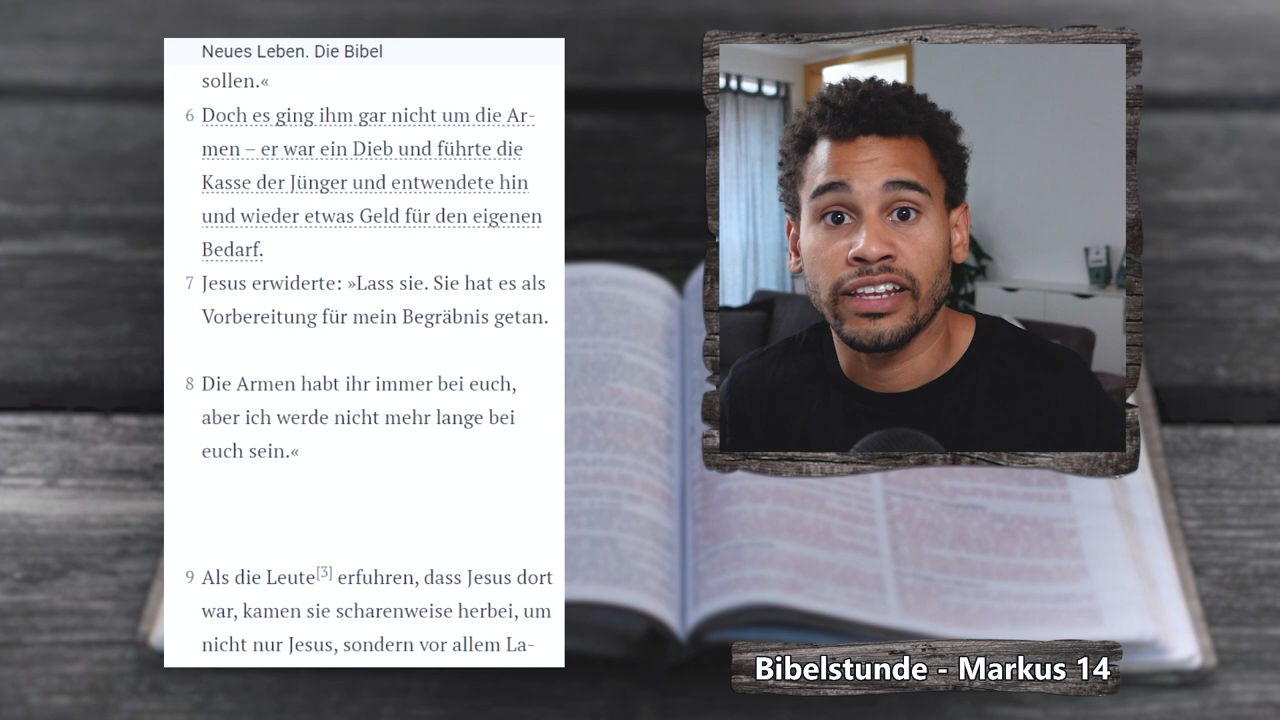 Neues Leben. Die Bibel
sollen.«
6 Doch es ging ihm gar nicht um die Ar-
men – er war ein Dieb und führte die
Kasse der Jünger und entwendete hin
und wieder etwas Geld für den eigenen
Bedarf.
7 Jesus erwiderte: »Lass sie. Sie hat es als
Vorbereitung für mein Begräbnis getan.
8 Die Armen habt ihr immer bei euch,
aber ich werde nicht mehr lange bei
euch sein.«
9 Als die Leute[3] erfuhren, dass Jesus dort
war, kamen sie scharenweise herbei, um
nicht nur Jesus, sondern vor allem La-
Bibelstunde - Markus 14